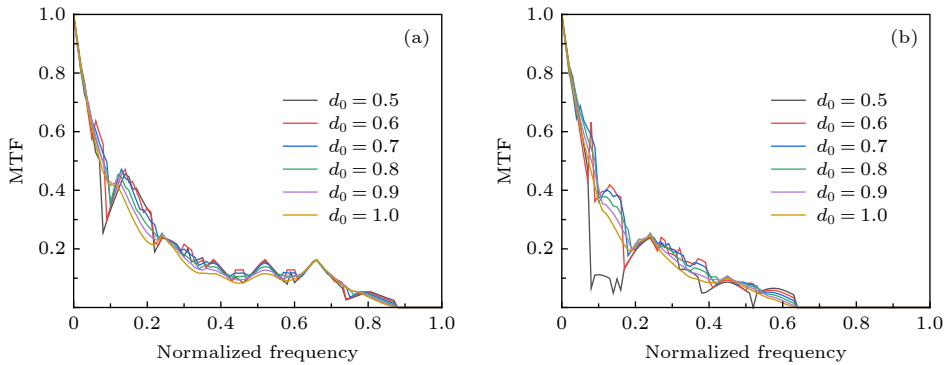 1.0
0.8
0.6
0.4
0.2
MTF
(a)
d₀ = 0.5
d₀ = 0.6
d₀ = 0.7
d₀ = 0.8
d₀ = 0.9
d₀ = 1.0
0 0.2 0.4 0.6 0.8 1.0
Normalized frequency
1.0
0.8
0.6
0.4
0.2
MTF
(b)
d₀ = 0.5
d₀ = 0.6
d₀ = 0.7
d₀ = 0.8
d₀ = 0.9
d₀ = 1.0
0 0.2 0.4 0.6 0.8 1.0
Normalized frequency